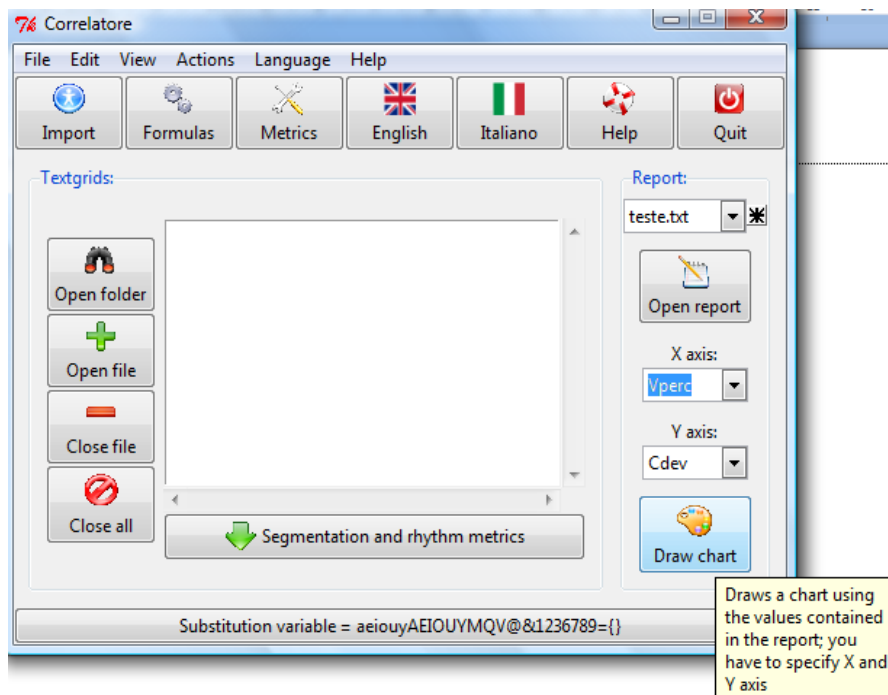 Correlatore
File Edit View Actions Language Help
Import Formulas Metrics English Italiano Help Quit
Textgrids:
Open folder
Open file
Close file
Close all
Segmentation and rhythm metrics
Report:
teste.txt
Open report
X axis:
Vperc
Y axis:
Cdev
Draw chart
Draws a chart using
the values contained
in the report; you
have to specify X and
Y axis
Substitution variable = aeiouyAEIOUYMQV@&1236789={}